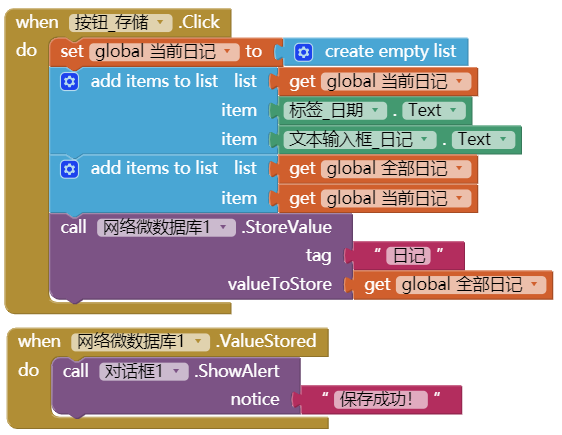 when 按钮_存储 .Click
do set global 当前日记 to create empty list
add items to list list get global 当前日记
item 标签_日期 . Text
item 文本输入框_日记 . Text
add items to list list get global 全部日记
item get global 当前日记
call 网络微数据库1 .StoreValue
tag " 日记 "
valueToStore get global 全部日记
when 网络微数据库1 .ValueStored
do call 对话框1 .ShowAlert
notice " 保存成功! "